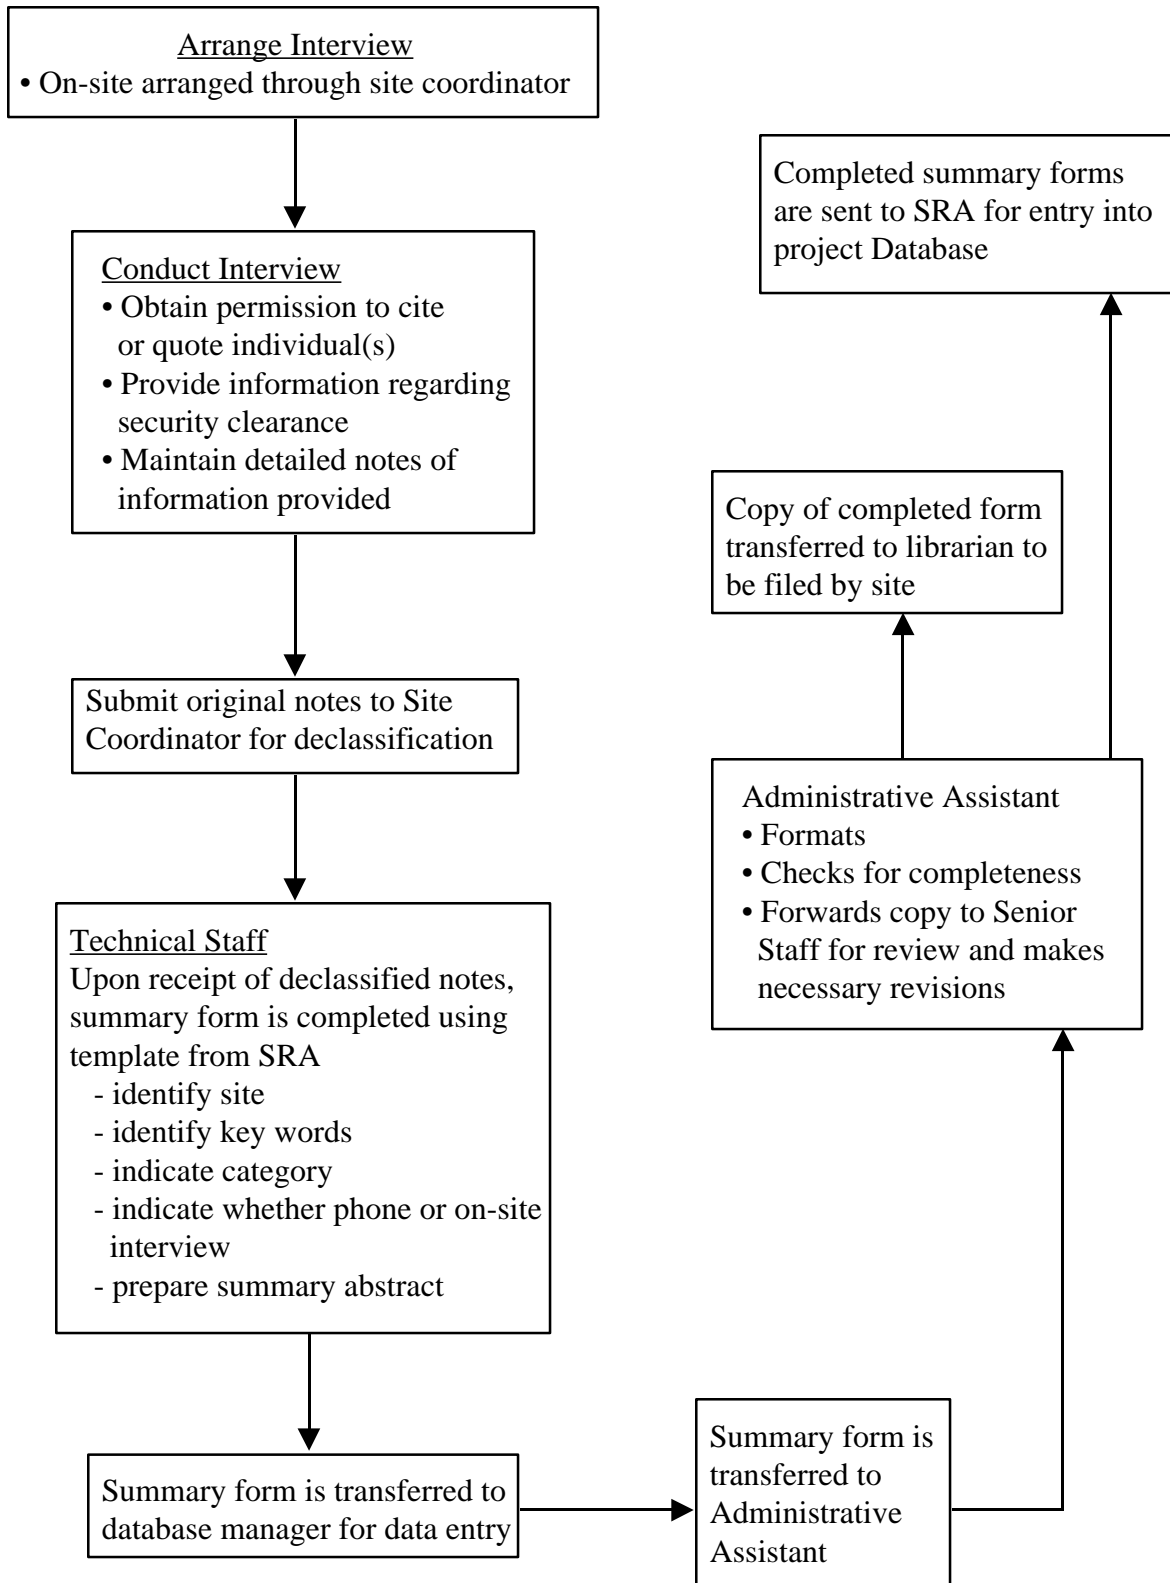 Arrange Interview
• On-site arranged through site coordinator
Conduct Interview
• Obtain permission to cite
or quote individual(s)
• Provide information regarding
security clearance
• Maintain detailed notes of
information provided
Submit original notes to Site
Coordinator for declassification
Technical Staff
Upon receipt of declassified notes,
summary form is completed using
template from SRA
- identify site
- identify key words
- indicate category
- indicate whether phone or on-site
interview
- prepare summary abstract
Summary form is transferred to
database manager for data entry
Summary form is
transferred to
Administrative
Assistant
Administrative Assistant
• Formats
• Checks for completeness
• Forwards copy to Senior
Staff for review and makes
necessary revisions
Copy of completed form
transferred to librarian to
be filed by site
Completed summary forms
are sent to SRA for entry into
project Database